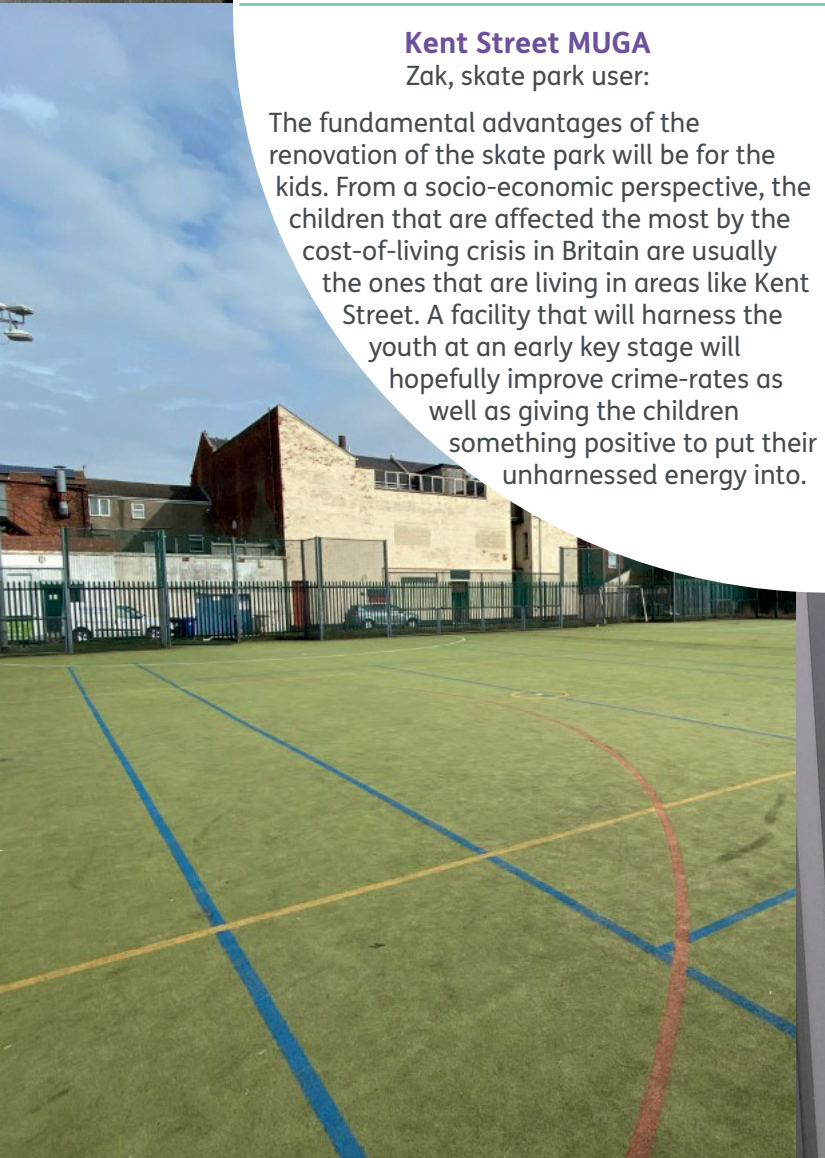 Kent Street MUGA
Zak, skate park user:
The fundamental advantages of the
renovation of the skate park will be for the
kids. From a socio-economic perspective, the
children that are affected the most by the
cost-of-living crisis in Britain are usually
the ones that are living in areas like Kent
Street. A facility that will harness the
youth at an early key stage will
hopefully improve crime-rates as
well as giving the children
something positive to put their
unharnessed energy into.